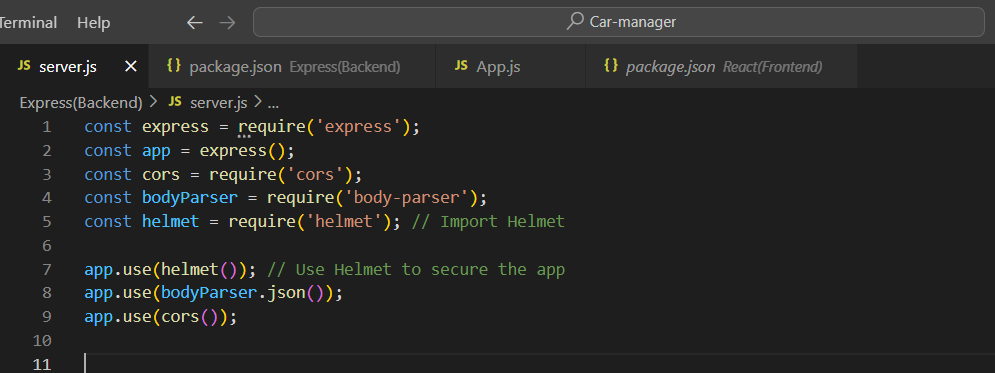 Terminal Help Car-manager
JS server.js {} package.json Express(Backend) JS App.js {} package.json React(Frontend)
Express(Backend) > JS server.js > ...
1 const express = require('express');
2 const app = express();
3 const cors = require('cors');
4 const bodyParser = require('body-parser');
5 const helmet = require('helmet'); // Import Helmet
6
7 app.use(helmet()); // Use Helmet to secure the app
8 app.use(bodyParser.json());
9 app.use(cors());
10
11